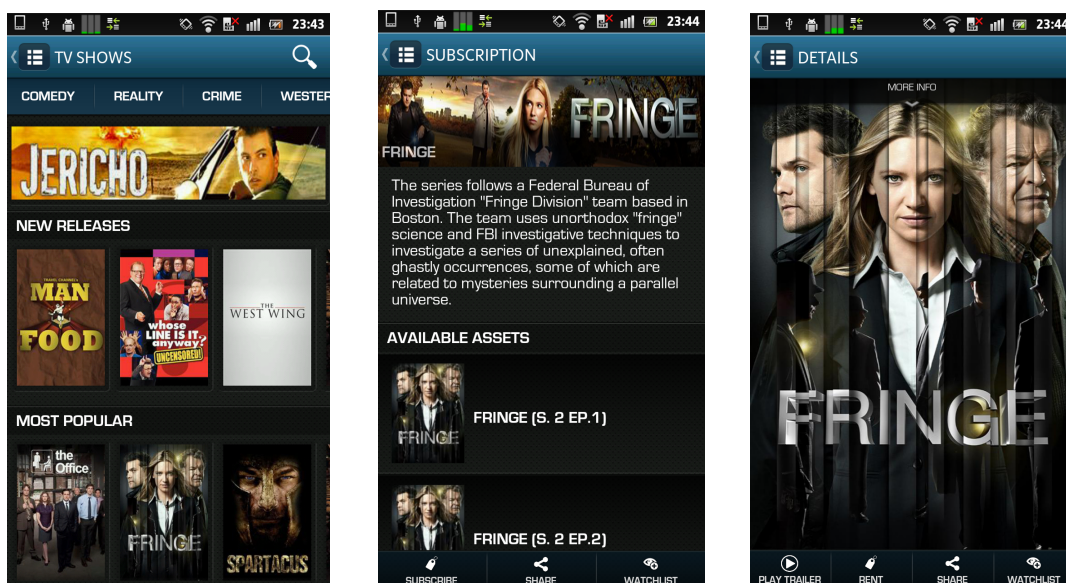 23:43
TV SHOWS
COMEDY REALITY CRIME WESTER
JERICHO
NEW RELEASES
TRAVEL CHANNEL'S
MAN
FOOD
whose
LINE IS IT..
anyway?
UNCENSORED!
THE
WEST WING
MOST POPULAR
the
Office
FRINGE
SPARTACUS
23:44
SUBSCRIPTION
FRINGE
FRINGE
The series follows a Federal Bureau of
Investigation "Fringe Division" team based in
Boston. The team uses unorthodox "fringe"
science and FBI investigative techniques to
investigate a series of unexplained, often
ghastly occurrences, some of which are
related to mysteries surrounding a parallel
universe.
AVAILABLE ASSETS
FRINGE
FRINGE (S. 2 EP.1)
FRINGE (S. 2 EP.2)
SUBSCRIBE SHARE WATCHLIST
23:44
DETAILS
MORE INFO
FRINGE
PLAY TRAILER RENT SHARE WATCHLIST